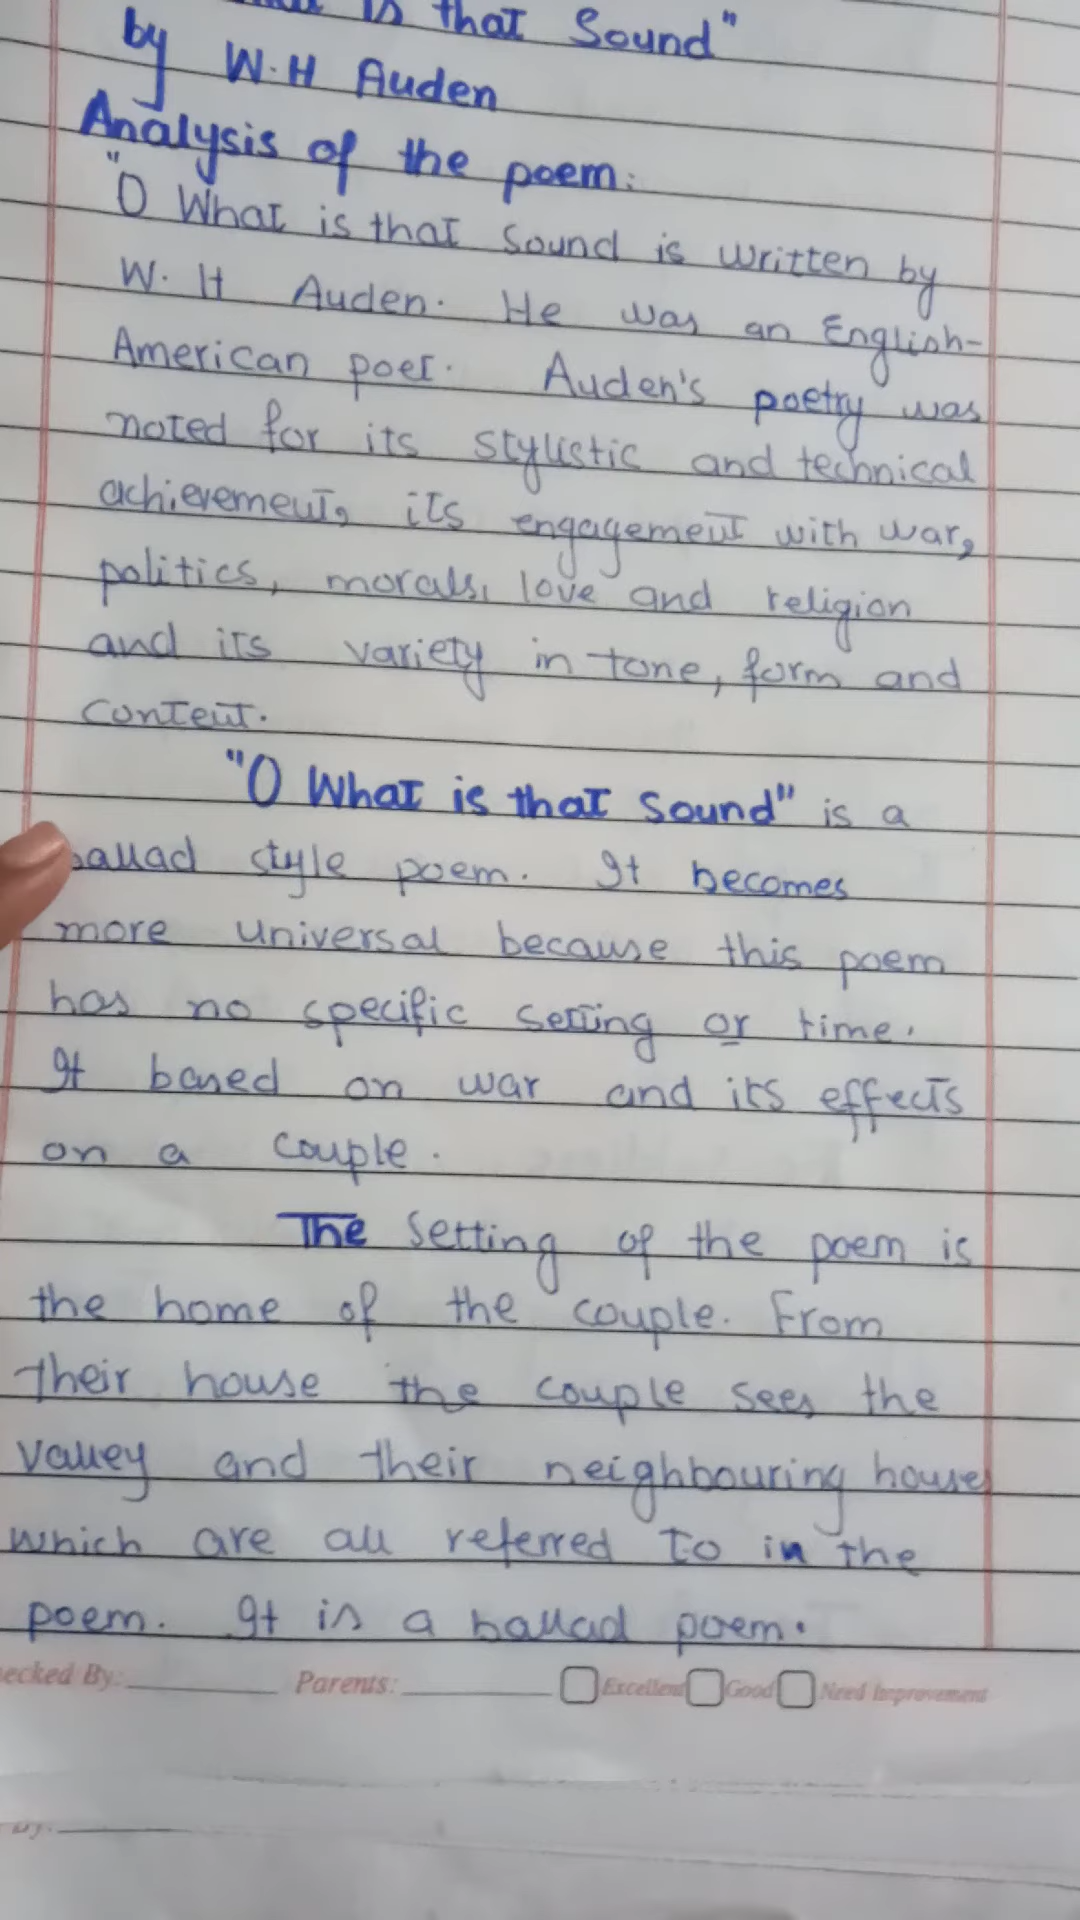 is that Sound"
by W.H Auden
Analysis of the poem:
"O What is that Sound is written by
W. H Auden. He was an English-
American poet. Auden's poetry was
noted for its stylistic and technical
achievement, its engagement with war,
politics, morals, love and religion
and its variety in tone, form and
content.
"O What is that Sound" is a
ballad style poem. It becomes
more universal because this poem
has no specific setting or time.
It based on war and its effects
on a couple.
The setting of the poem is
the home of the couple. From
their house the couple sees the
valley and their neighbouring houses
which are all referred to in the
poem. It is a ballad poem.
ecked By: Parents: Excellent Good Need Improvement